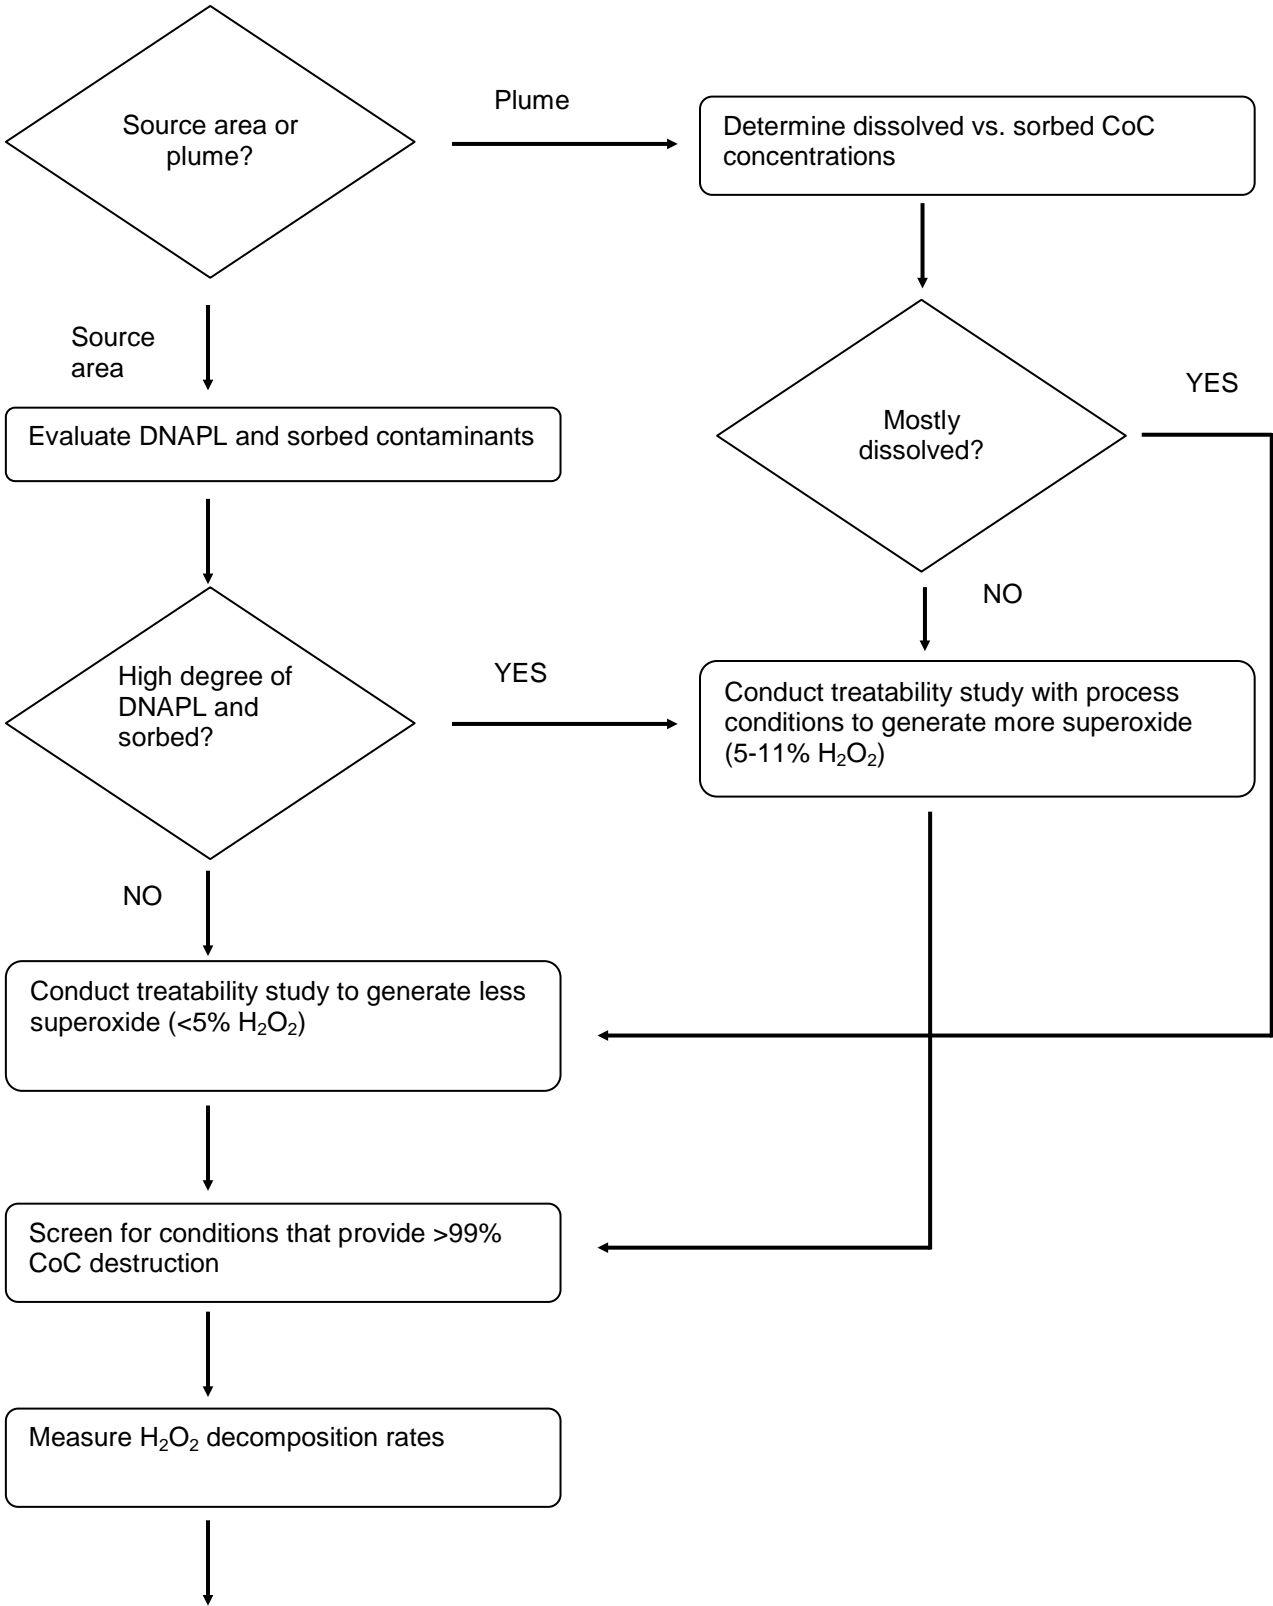 Source area or
plume?
Plume
Determine dissolved vs. sorbed CoC
concentrations
Source
area
Evaluate DNAPL and sorbed contaminants
Mostly
dissolved?
YES
NO
High degree of
DNAPL and
sorbed?
YES
Conduct treatability study with process
conditions to generate more superoxide
(5-11% H₂O₂)
NO
Conduct treatability study to generate less
superoxide (<5% H₂O₂)
Screen for conditions that provide >99%
CoC destruction
Measure H₂O₂ decomposition rates